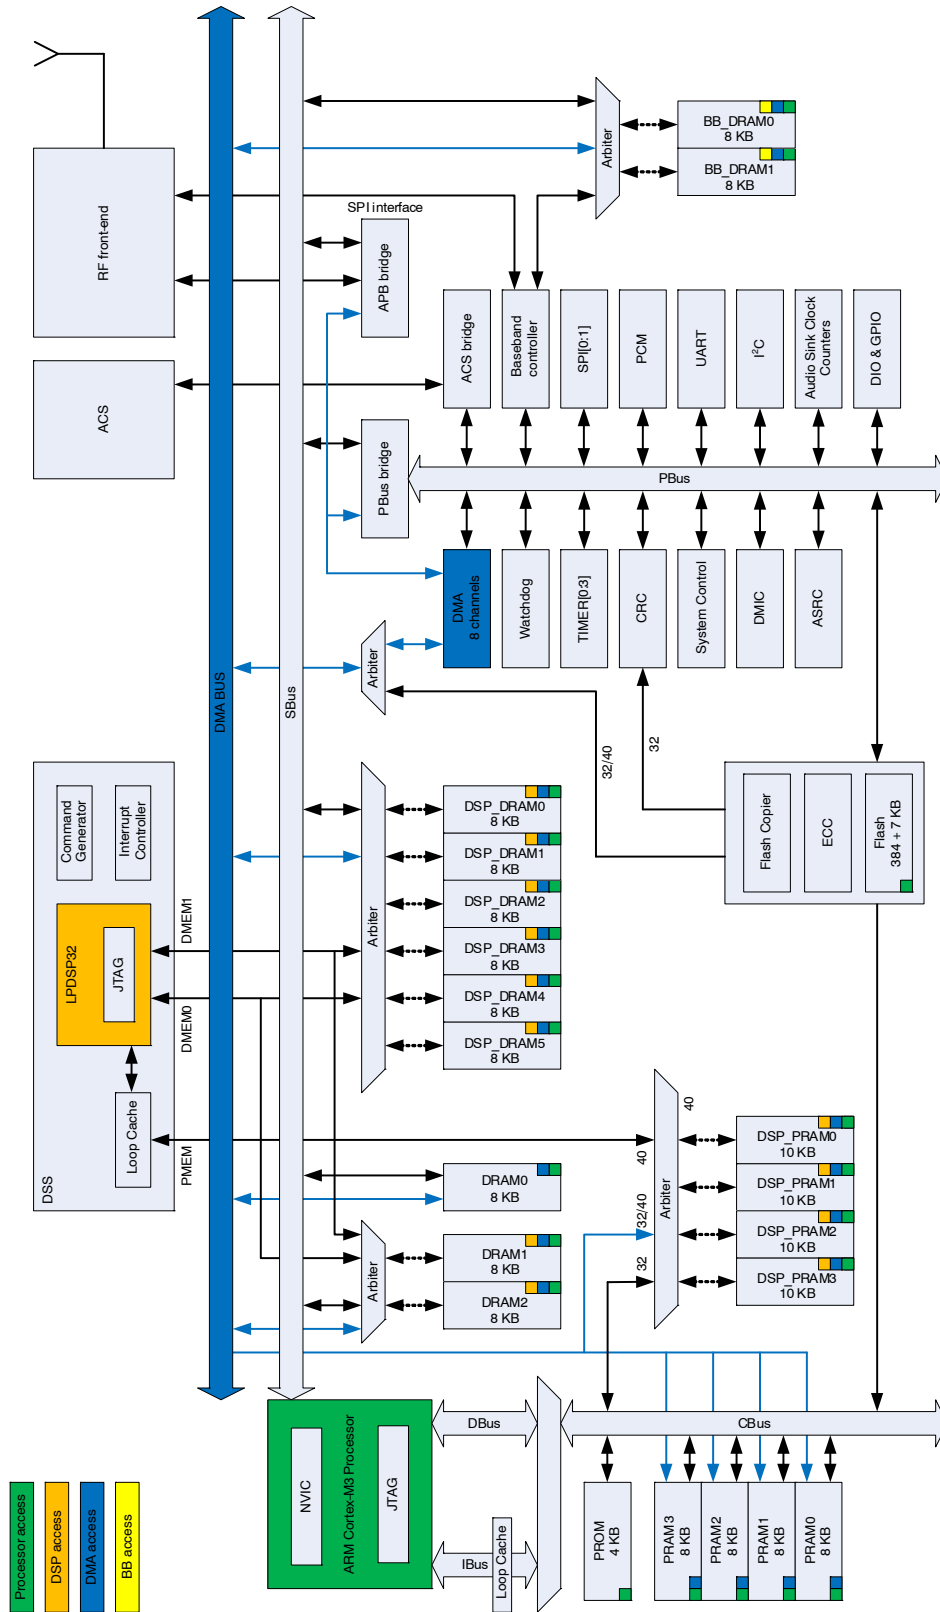 BB_DRAM0
8 KB
BB_DRAM1
8 KB
Arbiter
SPI interface
RF front-end
APB bridge
ACS
ACS bridge
Baseband
controller
SPI[0:1]
PCM
UART
I²C
Audio Sink Clock
Counters
DIO & GPIO
PBus bridge
PBus
DMA
8 channels
Watchdog
TIMER[0:3]
CRC
System Control
DMIC
ASRC
Arbiter
DMA BUS
SBus
32/40
32
Command
Generator
Interrupt
Controller
LPDSP32
JTAG
DMEM1
DMEM0
Loop Cache
PMEM
DSS
Arbiter
DSP_DRAM0
8 KB
DSP_DRAM1
8 KB
DSP_DRAM2
8 KB
DSP_DRAM3
8 KB
DSP_DRAM4
8 KB
DSP_DRAM5
8 KB
Flash Copier
ECC
Flash
384 + 7 KB
40
40
32/40
32
Arbiter
DSP_PRAM0
10 KB
DSP_PRAM1
10 KB
DSP_PRAM2
10 KB
DSP_PRAM3
10 KB
DRAM0
8 KB
Arbiter
DRAM1
8 KB
DRAM2
8 KB
NVIC
ARM Cortex-M3 Processor
JTAG
DBus
IBus
Loop Cache
CBus
PROM
4 KB
PRAM3
8 KB
PRAM2
8 KB
PRAM1
8 KB
PRAM0
8 KB
Processor access
DSP access
DMA access
BB access